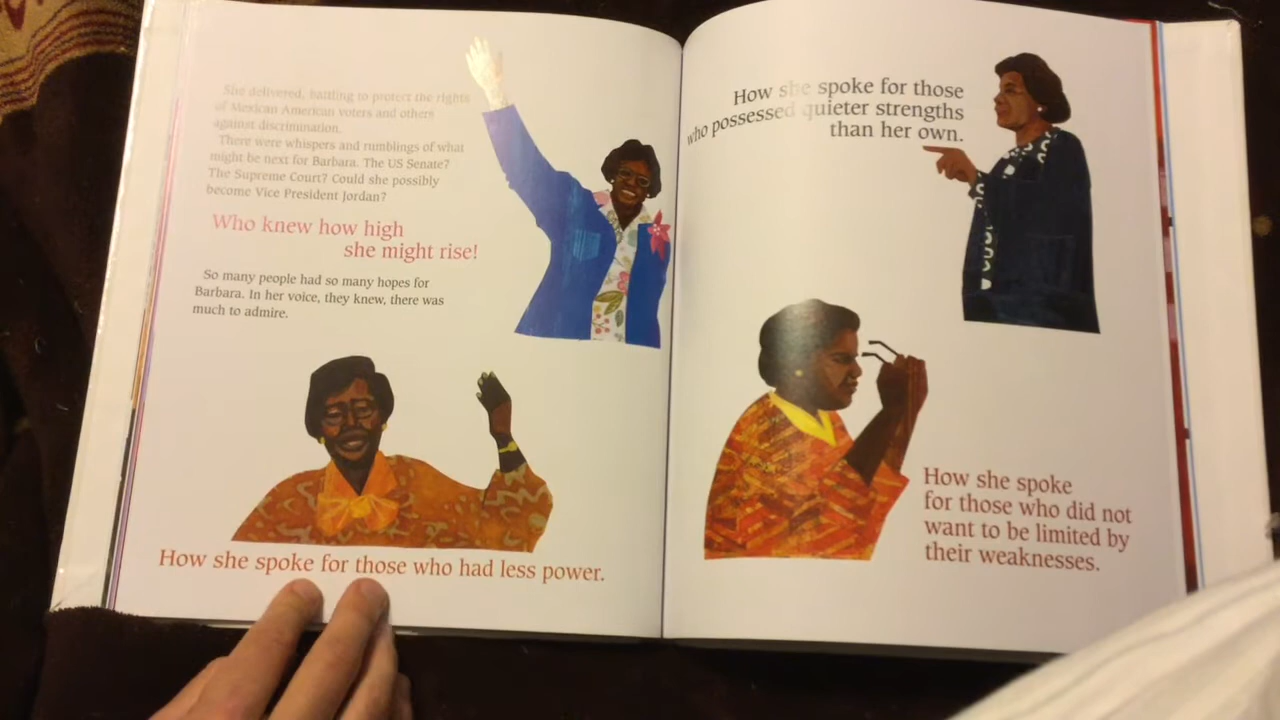 She delivered, battling to protect the rights
of Mexican American voters and others
against discrimination.
There were whispers and rumblings of what
might be next for Barbara. The US Senate?
The Supreme Court? Could she possibly
become Vice President Jordan?
Who knew how high
she might rise!
So many people had so many hopes for
Barbara. In her voice, they knew, there was
much to admire.
How she spoke for those who had less power.
How she spoke for those
who possessed quieter strengths
than her own.
How she spoke
for those who did not
want to be limited by
their weaknesses.